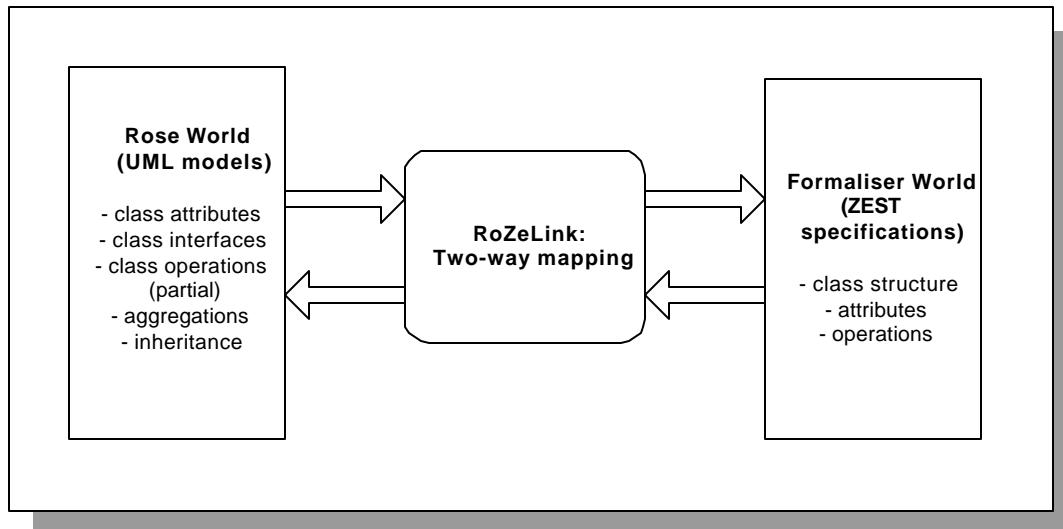 Rose World
(UML models)
- class attributes
- class interfaces
- class operations
(partial)
- aggregations
- inheritance
RoZeLink:
Two-way mapping
Formaliser World
(ZEST
specifications)
- class structure
- attributes
- operations